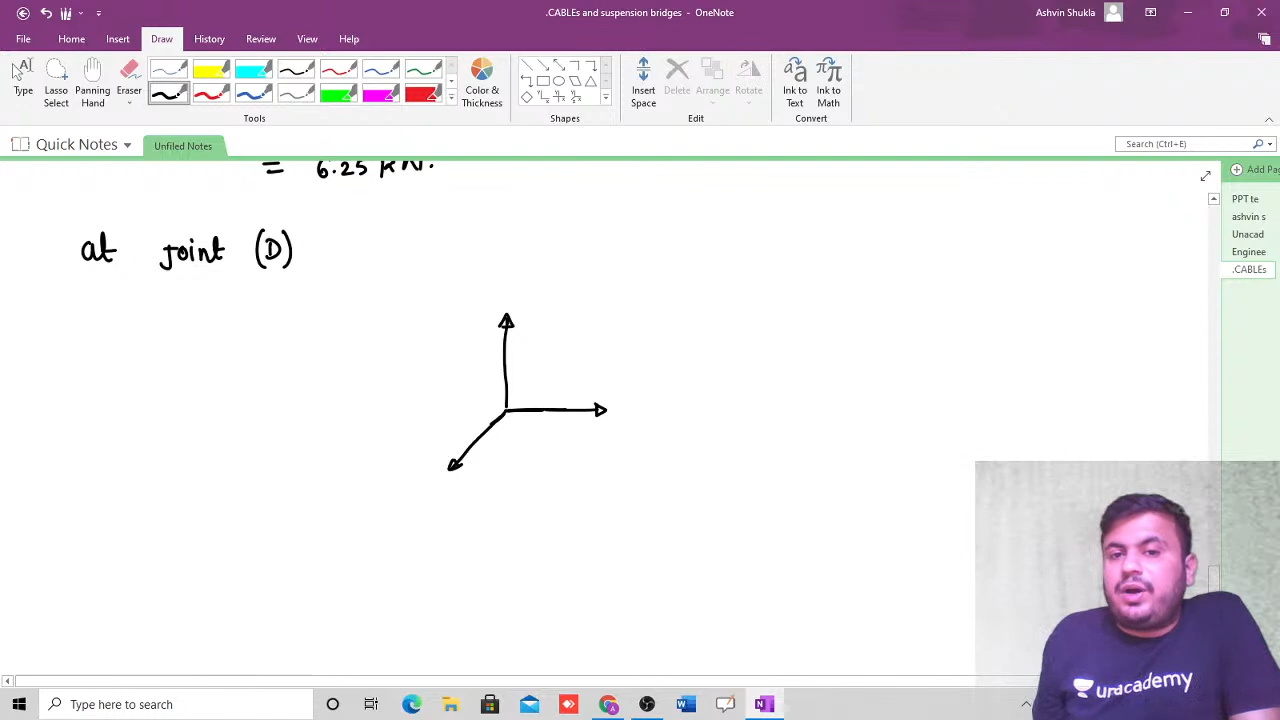 .CABLEs and suspension bridges - OneNote
Ashvin Shukla
File Home Insert Draw History Review View Help
Type
Lasso Select
Panning Hand
Eraser
Color & Thickness
Insert Space
Delete
Arrange
Rotate
Ink to Text
Ink to Math
Tools
Shapes
Edit
Convert
Quick Notes
Unfiled Notes
Search (Ctrl+E)
Add Pag
PPT te
ashvin s
Unacad
Enginee
.CABLEs
= 6.25 kN.
at joint (D)
unacademy
Type here to search